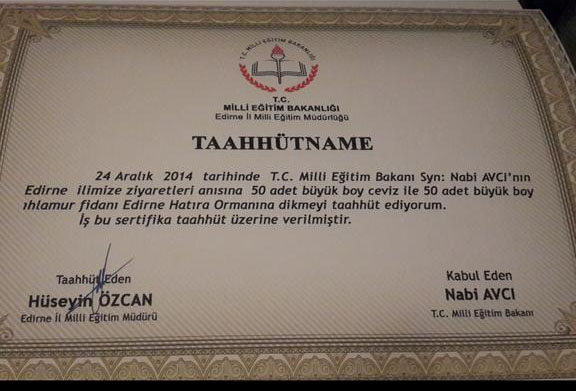 T.C. MİLLİ EĞİTİM BAKANLIĞI
T.C.
MİLLİ EĞİTİM BAKANLIĞI
Edirne İl Milli Eğitim Müdürlüğü
TAAHHÜTNAME
24 Aralık 2014 tarihinde T.C. Milli Eğitim Bakanı Syn: Nabi AVCI'nın
Edirne ilimize ziyaretleri anısına 50 adet büyük boy ceviz ile 50 adet büyük boy
ıhlamur fidanı Edirne Hatıra Ormanına dikmeyi taahhüt ediyorum.
İş bu sertifika taahhüt üzerine verilmiştir.
Taahhüt Eden
Hüseyin ÖZCAN
Edirne İl Milli Eğitim Müdürü
Kabul Eden
Nabi AVCI
T.C. Milli Eğitim Bakanı